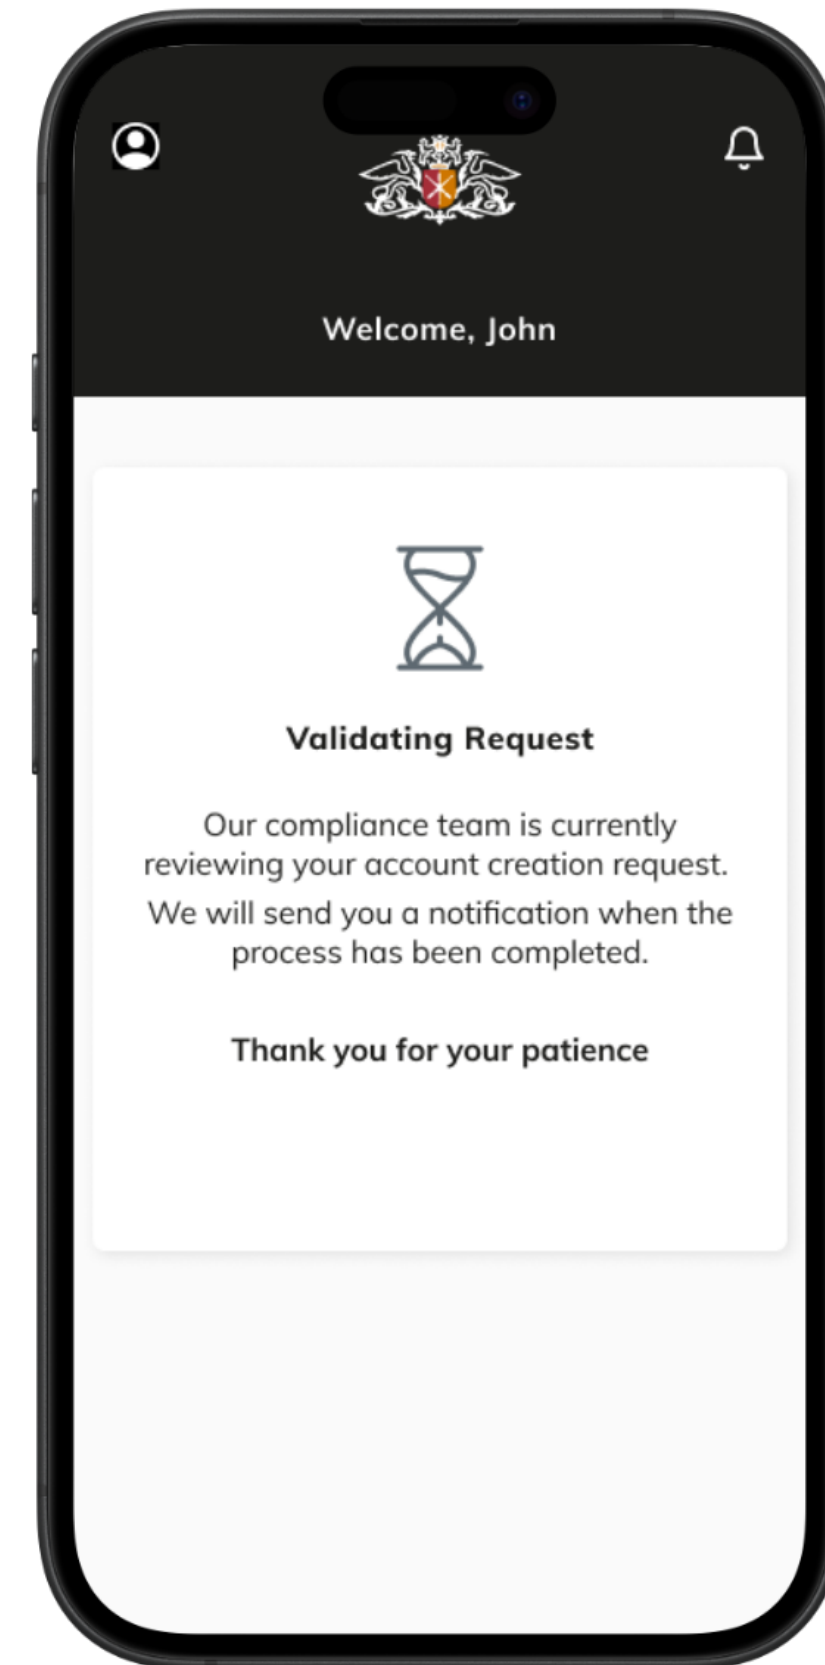 Welcome, John
Validating Request
Our compliance team is currently
reviewing your account creation request.
We will send you a notification when the
process has been completed.
Thank you for your patience